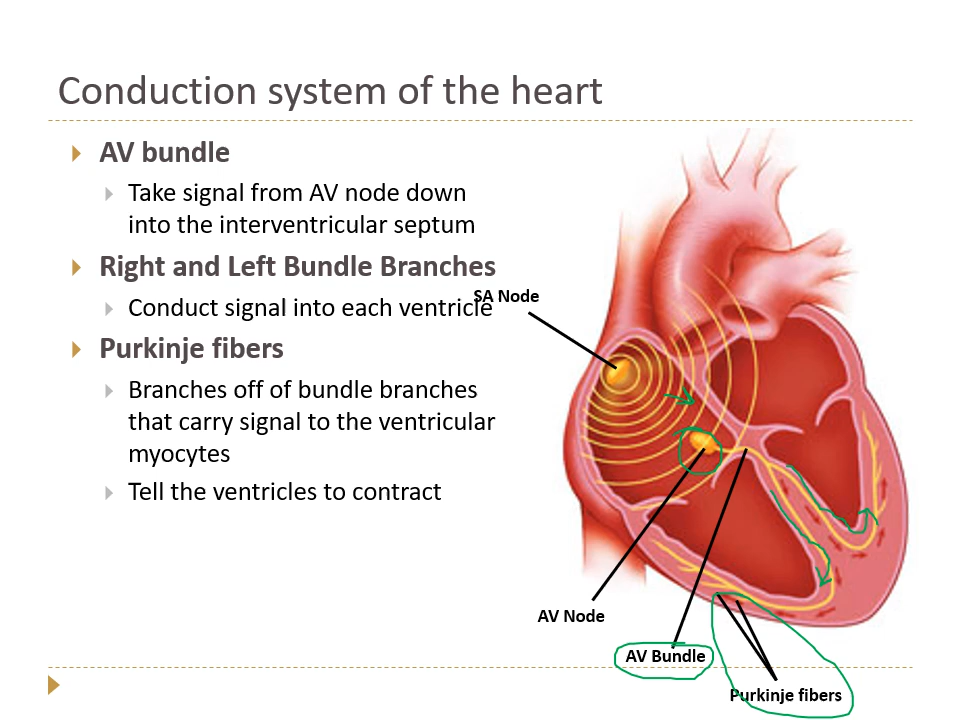 Conduction system of the heart
AV bundle
Take signal from AV node down
into the interventricular septum
Right and Left Bundle Branches
Conduct signal into each ventricle
Purkinje fibers
Branches off of bundle branches
that carry signal to the ventricular
myocytes
Tell the ventricles to contract
SA Node
AV Node
AV Bundle
Purkinje fibers